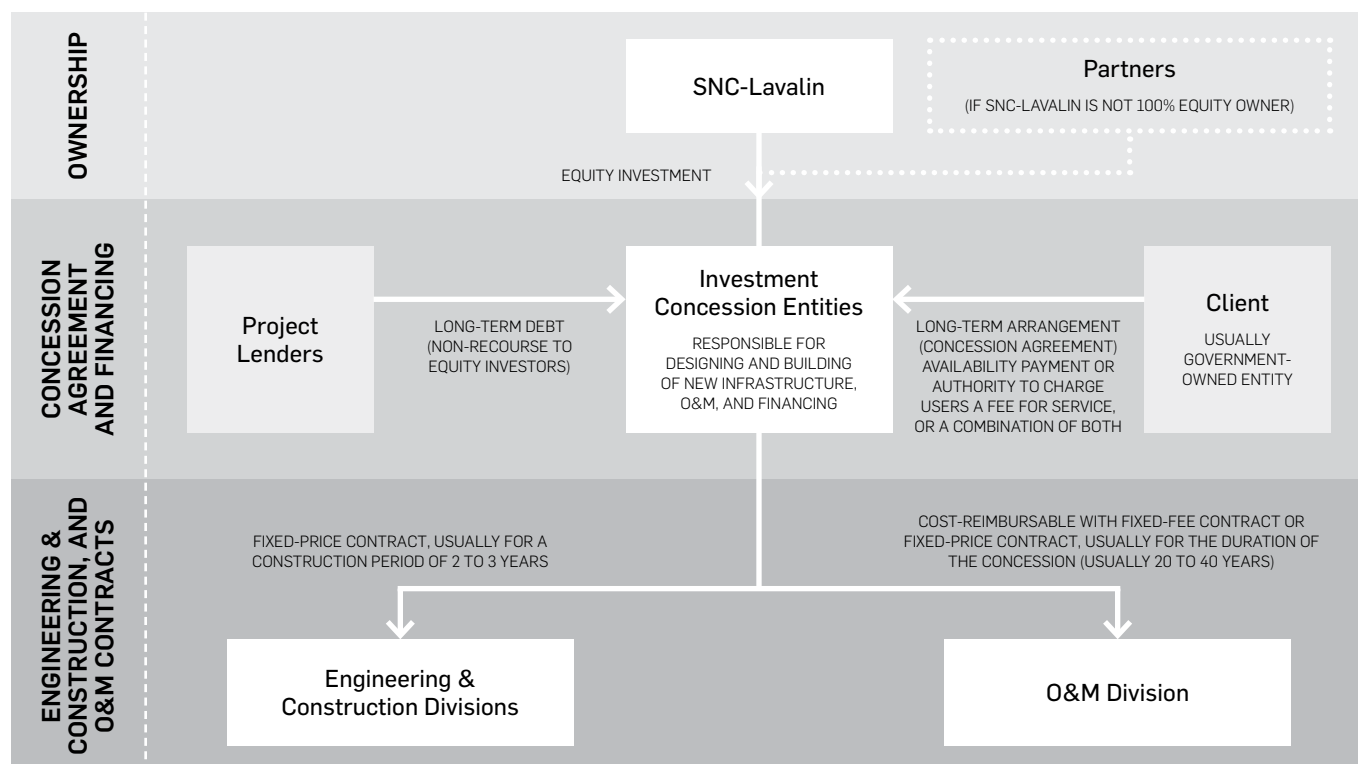 OWNERSHIP
SNC-Lavalin
Partners
(IF SNC-LAVALIN IS NOT 100% EQUITY OWNER)
EQUITY INVESTMENT
CONCESSION
AGREEMENT
AND FINANCING
Project
Lenders
LONG-TERM DEBT
(NON-RECOURSE TO
EQUITY INVESTORS)
Investment
Concession Entities
RESPONSIBLE FOR
DESIGNING AND BUILDING
OF NEW INFRASTRUCTURE,
O&M, AND FINANCING
LONG-TERM ARRANGEMENT
(CONCESSION AGREEMENT)
AVAILABILITY PAYMENT OR
AUTHORITY TO CHARGE
USERS A FEE FOR SERVICE,
OR A COMBINATION OF BOTH
Client
USUALLY
GOVERNMENT-
OWNED ENTITY
ENGINEERING &
CONSTRUCTION, AND
O&M CONTRACTS
FIXED-PRICE CONTRACT, USUALLY FOR A
CONSTRUCTION PERIOD OF 2 TO 3 YEARS
COST-REIMBURSABLE WITH FIXED-FEE CONTRACT OR
FIXED-PRICE CONTRACT, USUALLY FOR THE DURATION OF
THE CONCESSION (USUALLY 20 TO 40 YEARS)
Engineering &
Construction Divisions
O&M Division